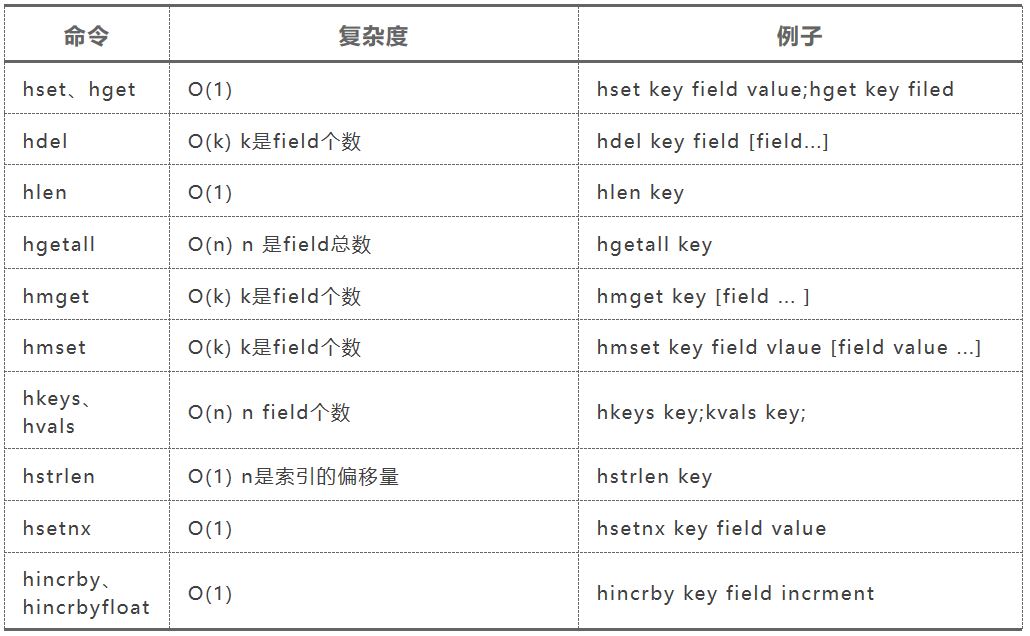 命令 复杂度 例子
hset、hget O(1) hset key field value;hget key filed
hdel O(k) k是field个数 hdel key field [field...]
hlen O(1) hlen key
hgetall O(n) n 是field总数 hgetall key
hmget O(k) k是field个数 hmget key [field ... ]
hmset O(k) k是field个数 hmset key field vlaue [field value ...]
hkeys、
hvals O(n) n field个数 hkeys key;kvals key;
hstrlen O(1) n是索引的偏移量 hstrlen key
hsetnx O(1) hsetnx key field value
hincrby、
hincrbyfloat O(1) hincrby key field incrment